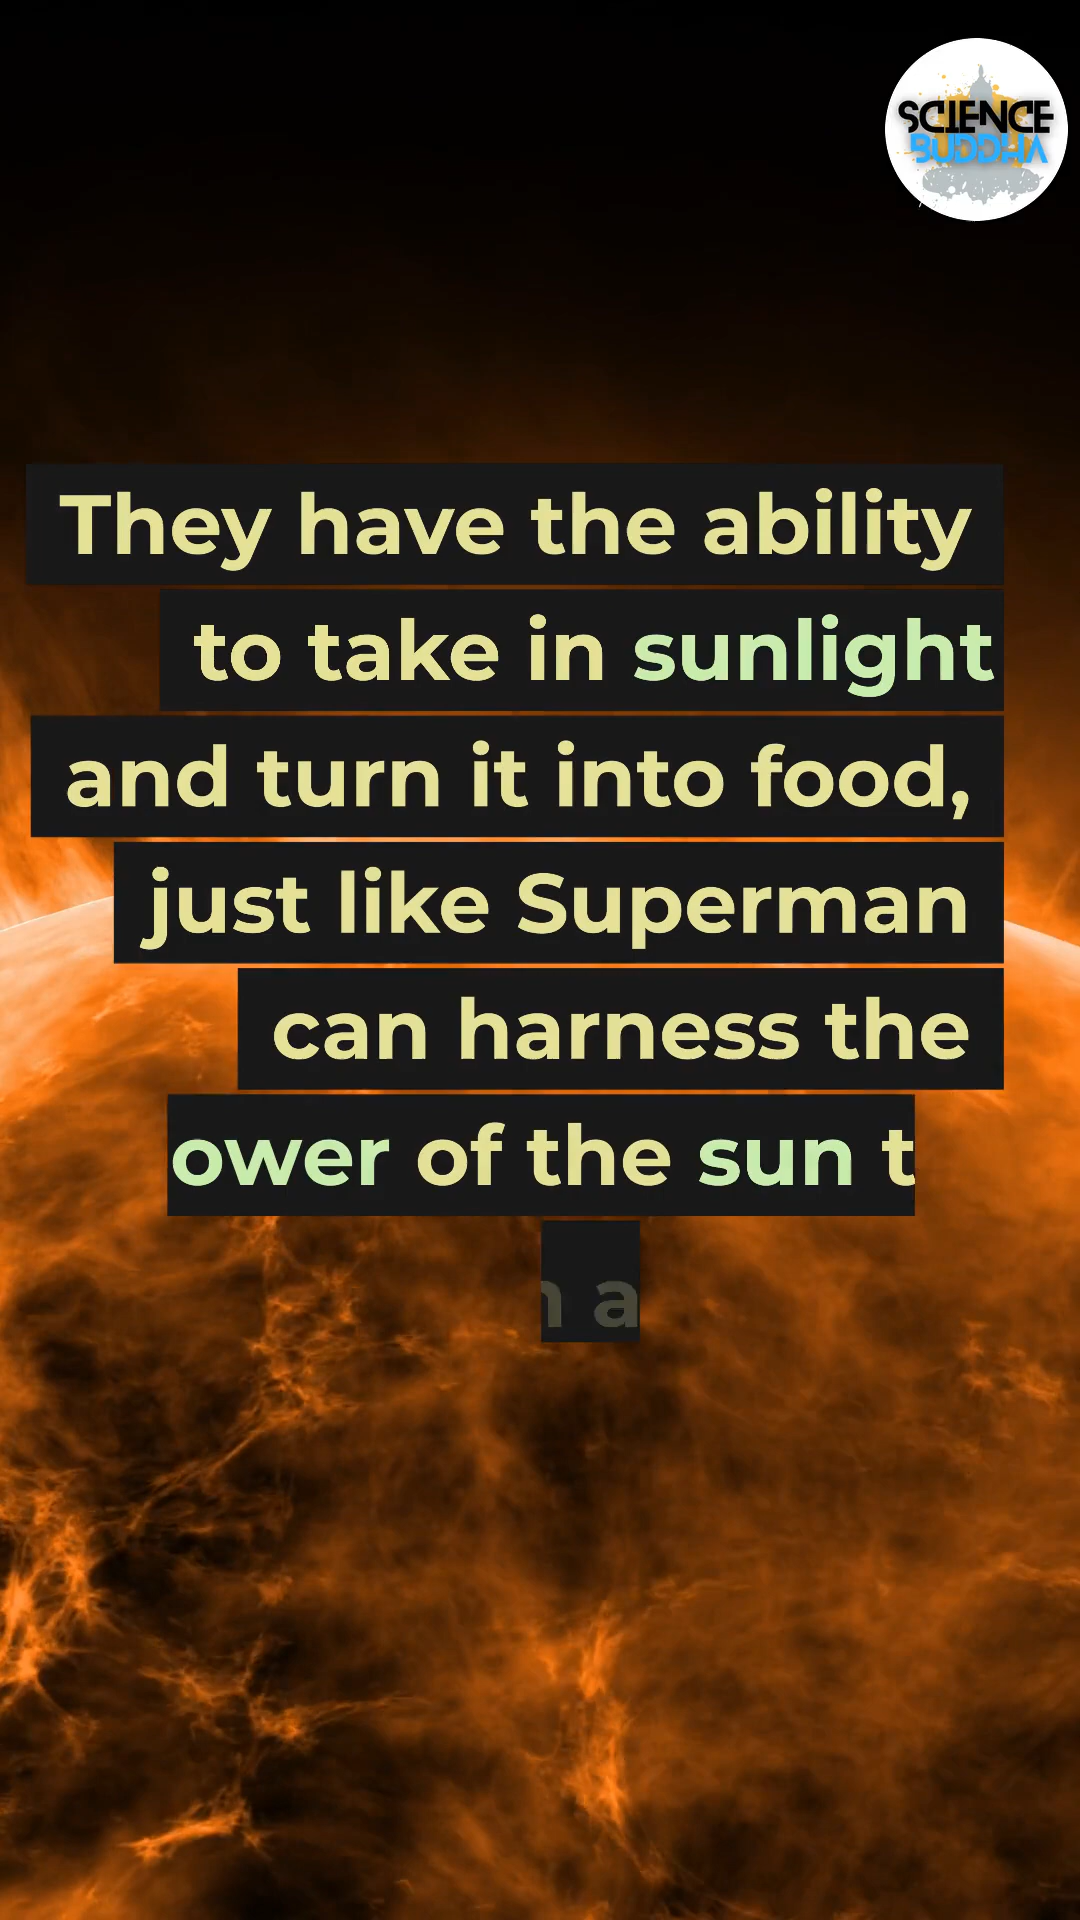 SCIENCE
BUDDHA
They have the ability
to take in sunlight
and turn it into food,
just like Superman
can harness the
ower of the sun t
a